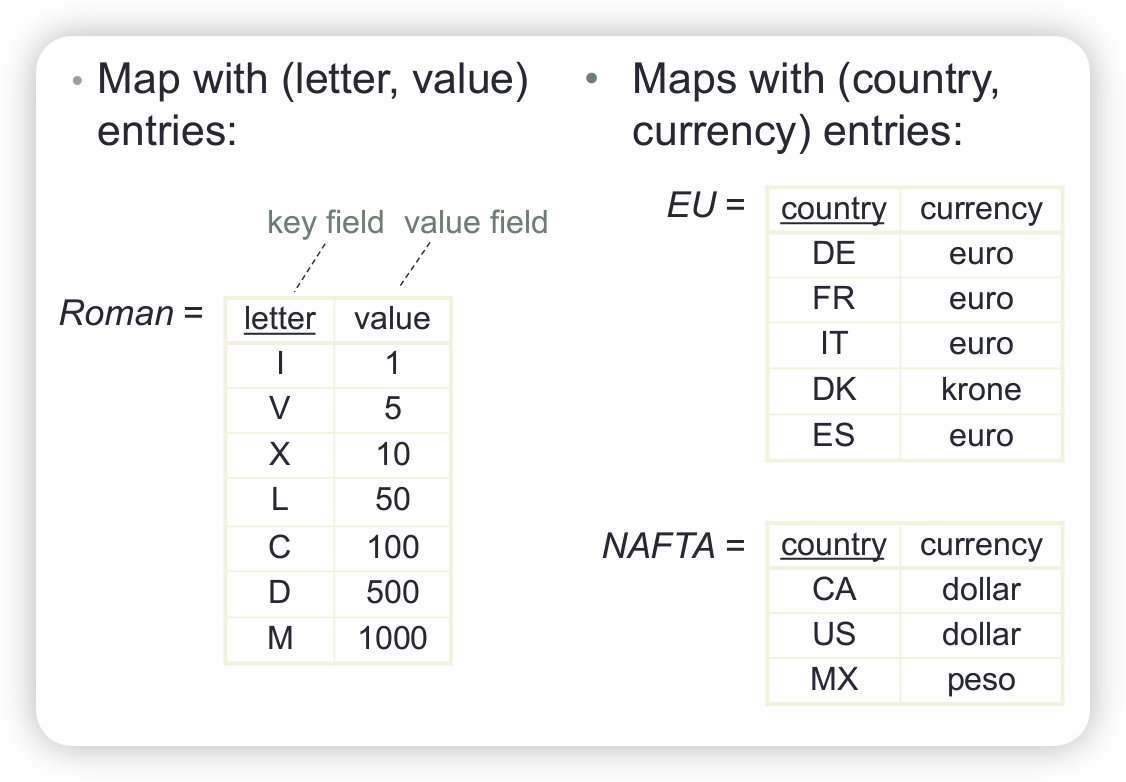 • Map with (letter, value)
entries:
key field value field
Roman =
letter value
I 1
V 5
X 10
L 50
C 100
D 500
M 1000
• Maps with (country,
currency) entries:
EU =
country currency
DE euro
FR euro
IT euro
DK krone
ES euro
NAFTA =
country currency
CA dollar
US dollar
MX peso